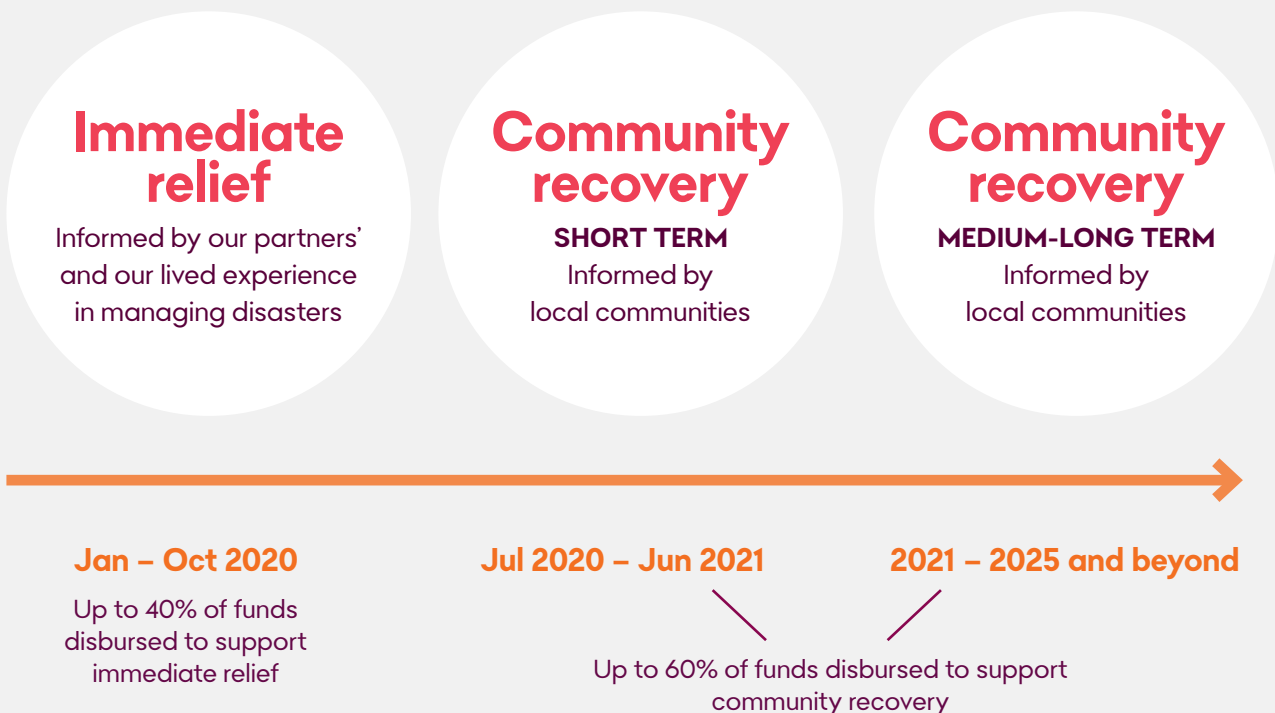 Immediate
relief
Informed by our partners’
and our lived experience
in managing disasters
Community
recovery
SHORT TERM
Informed by
local communities
Community
recovery
MEDIUM-LONG TERM
Informed by
local communities
Jan – Oct 2020
Up to 40% of funds
disbursed to support
immediate relief
Jul 2020 – Jun 2021
2021 – 2025 and beyond
Up to 60% of funds disbursed to support
community recovery